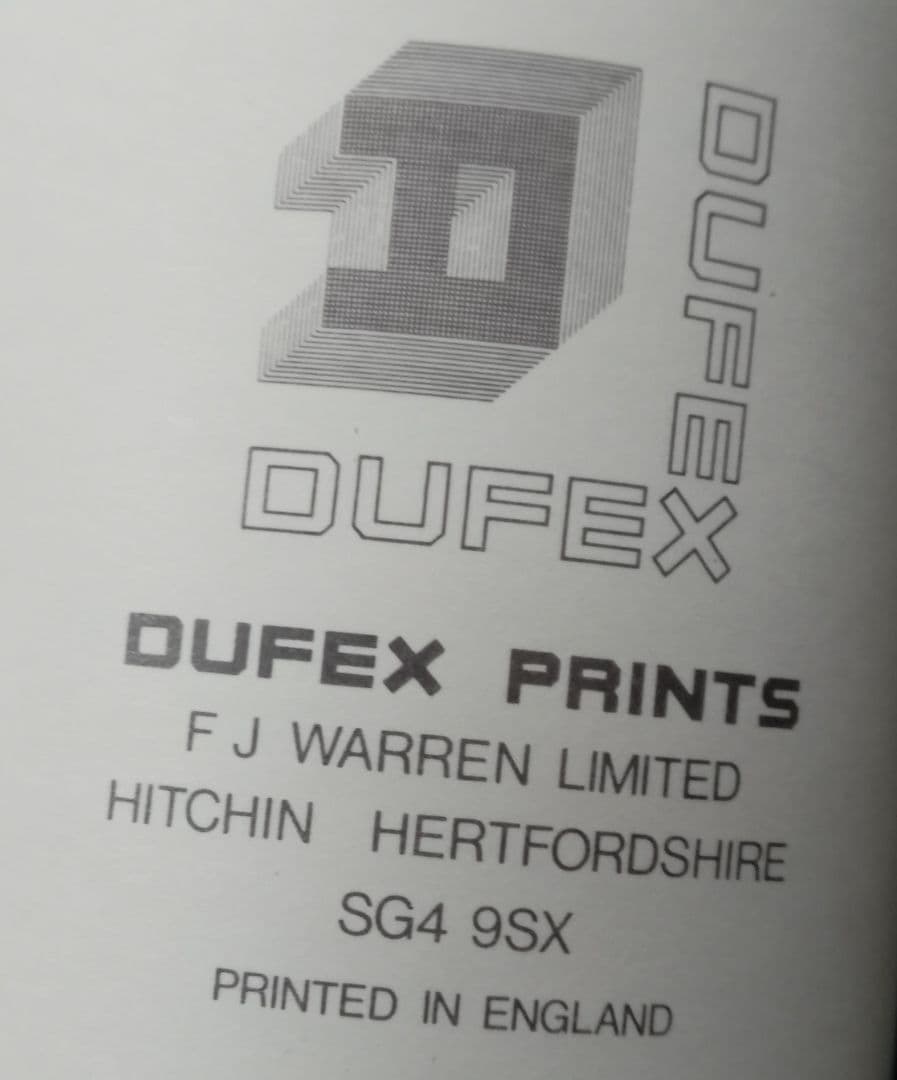 D
DUFEX
DUFEX
DUFEX PRINTS
F J WARREN LIMITED
HITCHIN HERTFORDSHIRE
SG4 9SX
PRINTED IN ENGLAND